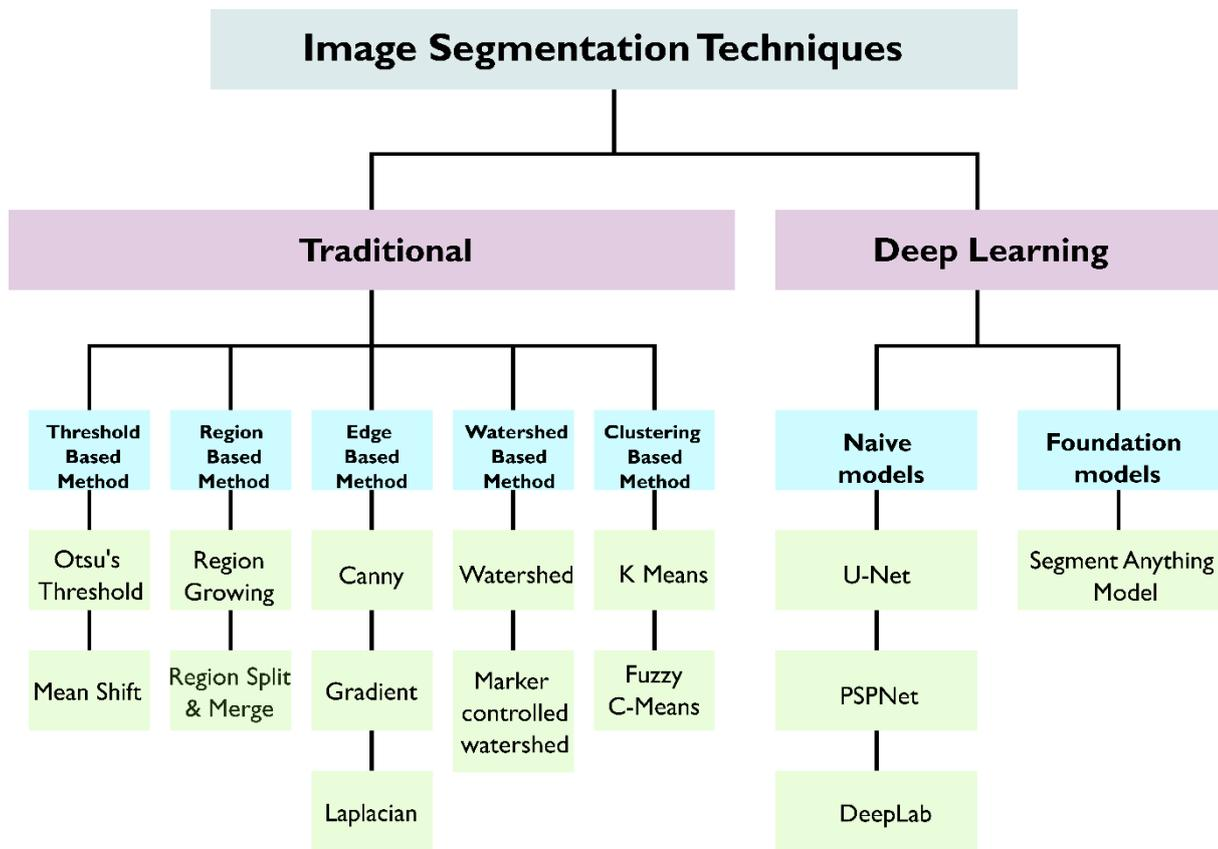 Image Segmentation Techniques
Traditional
Deep Learning
Threshold
Based
Method
Region
Based
Method
Edge
Based
Method
Watershed
Based
Method
Clustering
Based
Method
Naive
models
Foundation
models
Otsu's
Threshold
Mean Shift
Region
Growing
Region Split
& Merge
Canny
Gradient
Laplacian
Watershed
Marker
controlled
watershed
K Means
Fuzzy
C-Means
U-Net
PSPNet
DeepLab
Segment Anything
Model